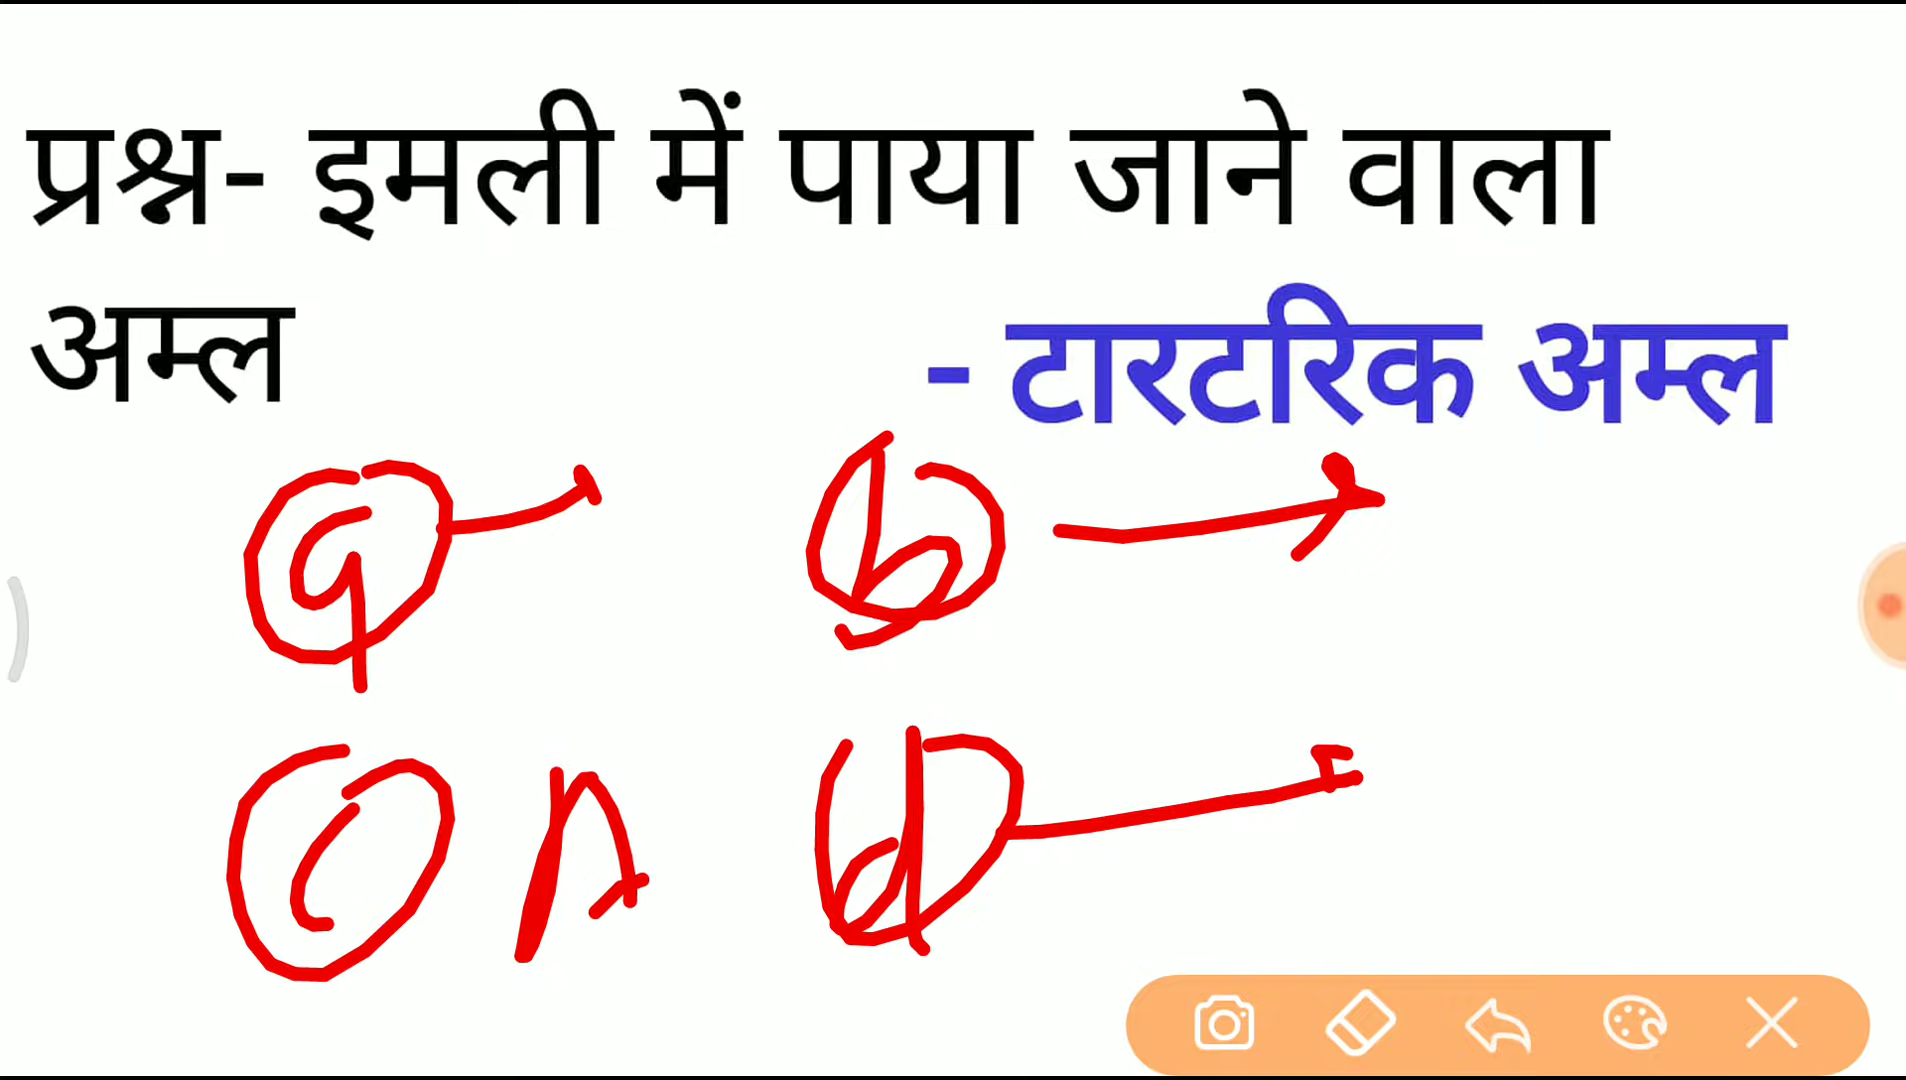 प्रश्न- इमली में पाया जाने वाला
अम्ल - टारटरिक अम्ल
a b
c d